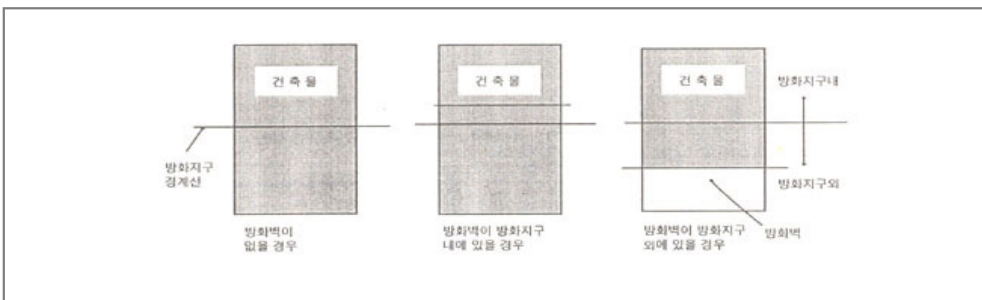 건 축 물
건 축 물
건 축 물
방화지구내
방화지구
경계선
방화지구외
방화벽이
없을 경우
방화벽이 방화지구
내에 있을 경우
방화벽이 방화지구
외에 있을 경우
방화벽